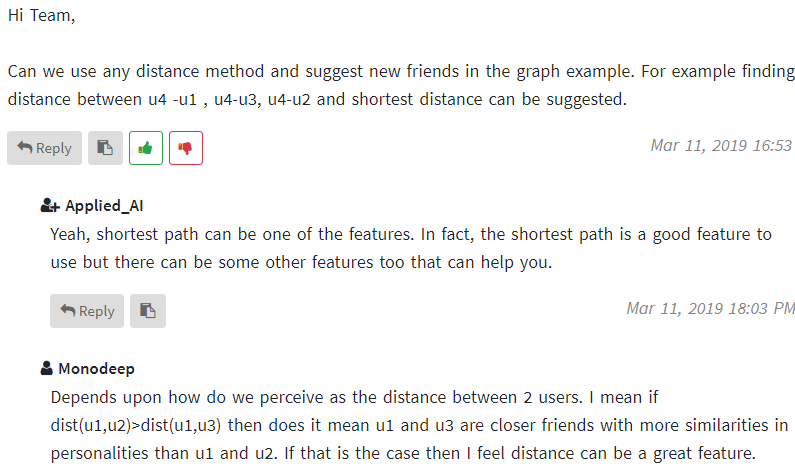 Hi Team,
Can we use any distance method and suggest new friends in the graph example. For example finding
distance between u4 -u1 , u4-u3, u4-u2 and shortest distance can be suggested.
Reply
Mar 11, 2019 16:53
Applied_AI
Yeah, shortest path can be one of the features. In fact, the shortest path is a good feature to
use but there can be some other features too that can help you.
Reply
Mar 11, 2019 18:03 PM
Monodeep
Depends upon how do we perceive as the distance between 2 users. I mean if
dist(u1,u2)>dist(u1,u3) then does it mean u1 and u3 are closer friends with more similarities in
personalities than u1 and u2. If that is the case then I feel distance can be a great feature.